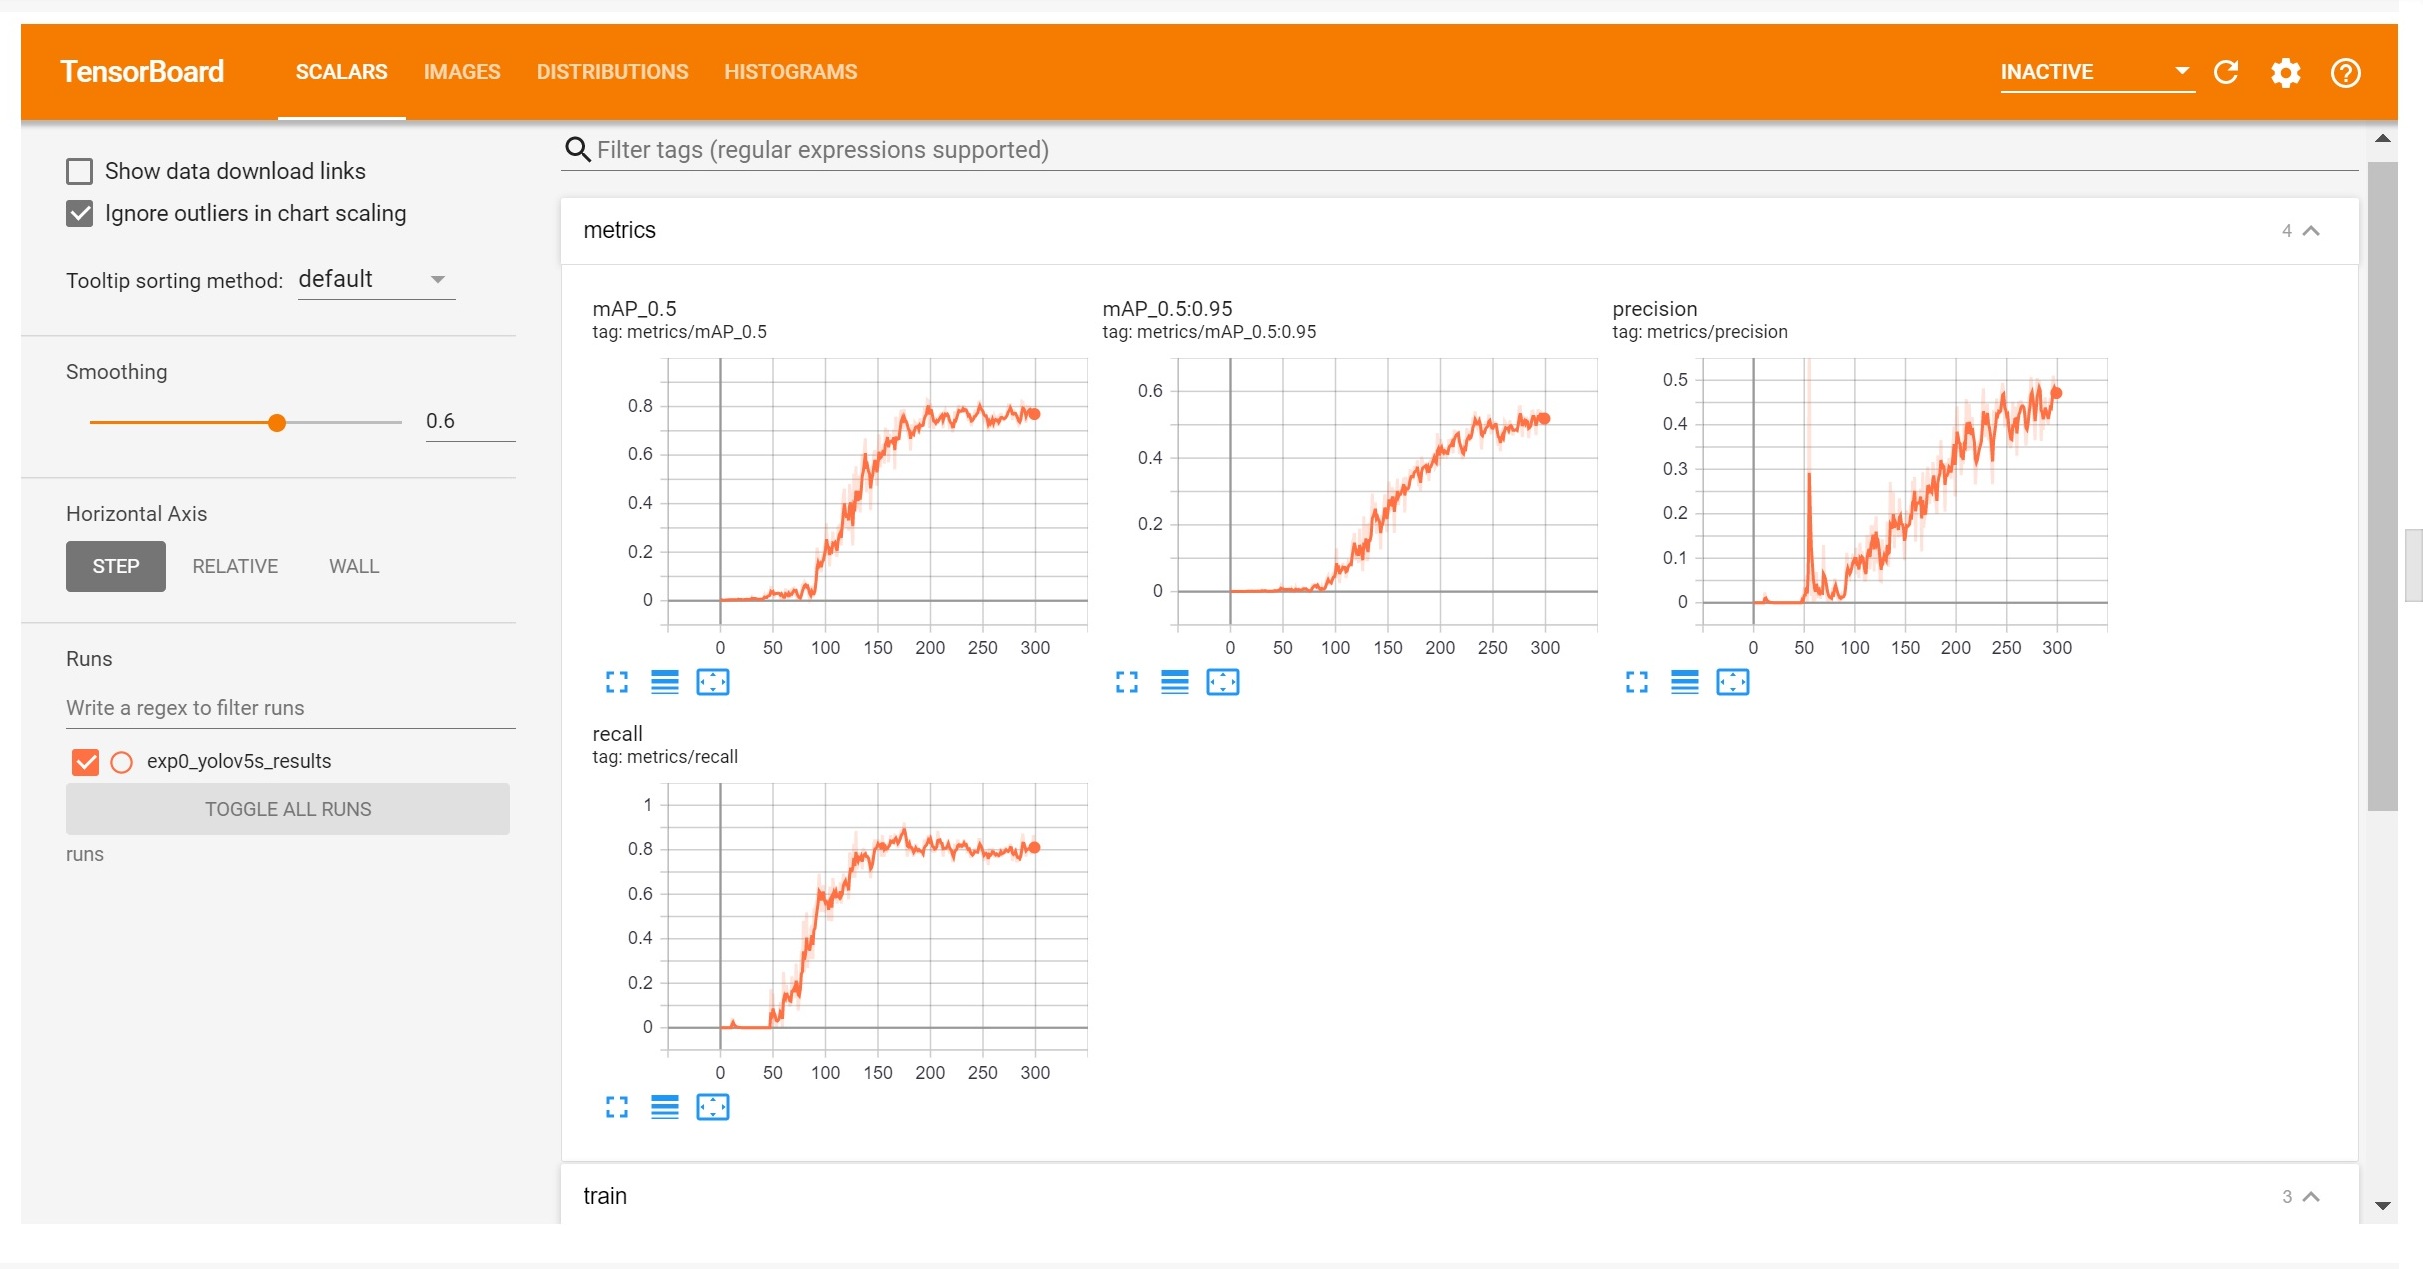 TensorBoard SCALARS IMAGES DISTRIBUTIONS HISTOGRAMS INACTIVE
Show data download links
Ignore outliers in chart scaling
Tooltip sorting method: default
Smoothing
0.6
Horizontal Axis
STEP RELATIVE WALL
Runs
Write a regex to filter runs
exp0_yolov5s_results
TOGGLE ALL RUNS
runs
Filter tags (regular expressions supported)
metrics 4
mAP_0.5
tag: metrics/mAP_0.5
0.8
0.6
0.4
0.2
0
0 50 100 150 200 250 300
mAP_0.5:0.95
tag: metrics/mAP_0.5:0.95
0.6
0.4
0.2
0
0 50 100 150 200 250 300
precision
tag: metrics/precision
0.5
0.4
0.3
0.2
0.1
0
0 50 100 150 200 250 300
recall
tag: metrics/recall
1
0.8
0.6
0.4
0.2
0
0 50 100 150 200 250 300
train 3